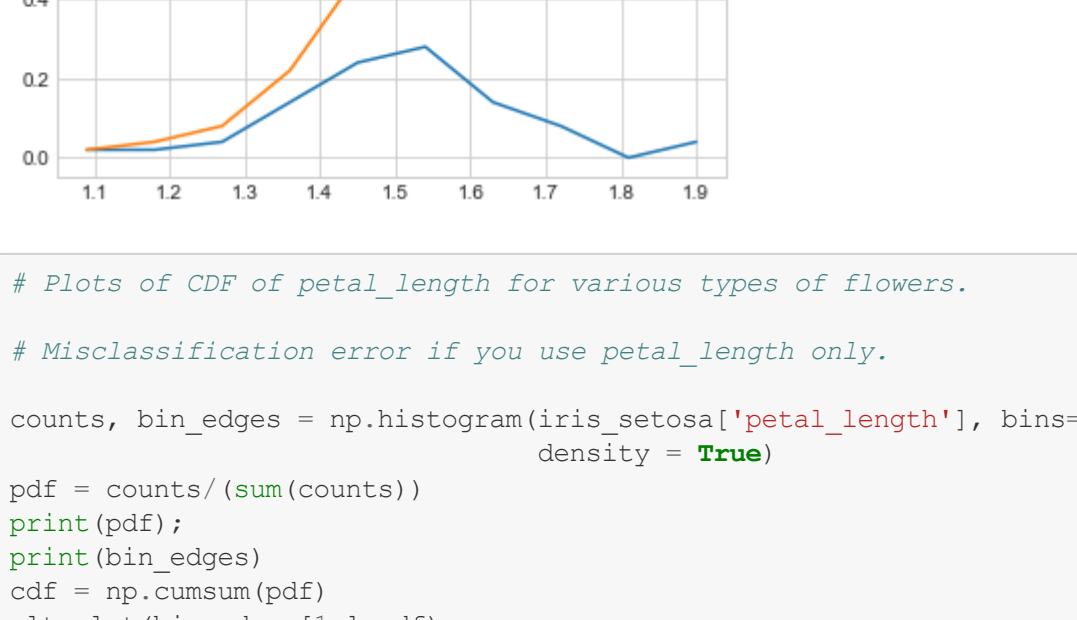 0.4
0.2
0.0
1.1 1.2 1.3 1.4 1.5 1.6 1.7 1.8 1.9
# Plots of CDF of petal_length for various types of flowers.
# Misclassification error if you use petal_length only.
counts, bin_edges = np.histogram(iris_setosa['petal_length'], bins=
density = True)
pdf = counts/(sum(counts))
print(pdf);
print(bin_edges)
cdf = np.cumsum(pdf)